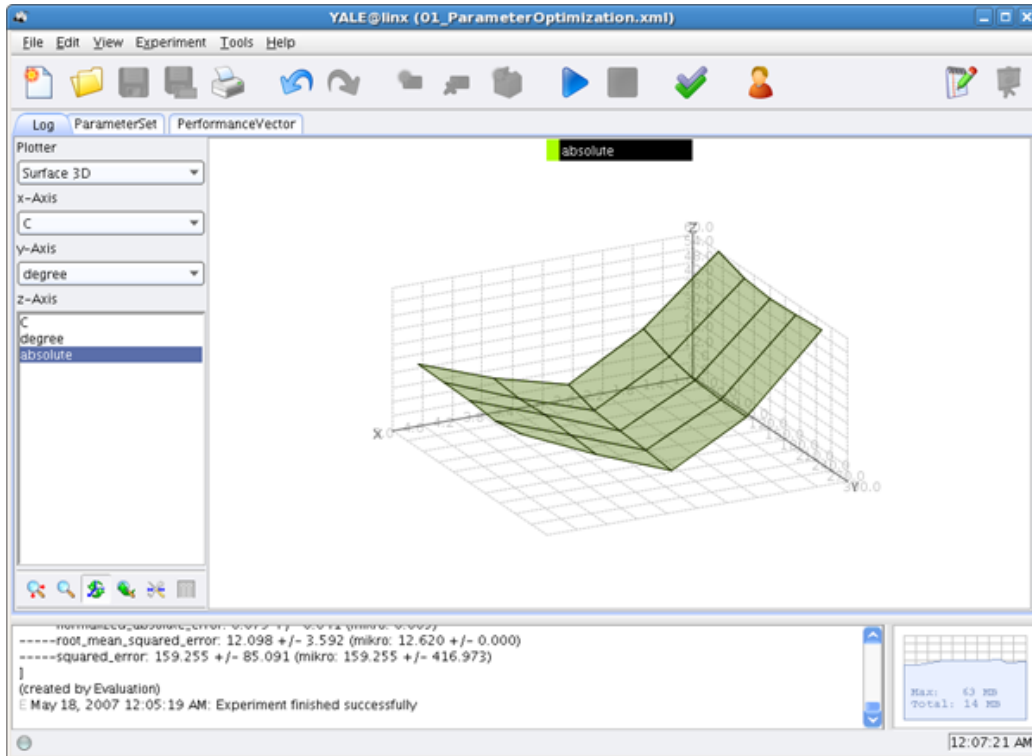 YALE@linx (01_ParameterOptimization.xml)
File Edit View Experiment Tools Help
Log ParameterSet PerformanceVector
Plotter
Surface 3D
x-Axis
C
y-Axis
degree
z-Axis
C
degree
absolute
absolute
Z
X
Y
-----root_mean_squared_error: 12.098 +/- 3.592 (mikro: 12.620 +/- 0.000)
-----squared_error: 159.255 +/- 85.091 (mikro: 159.255 +/- 416.973)
]
(created by Evaluation)
E May 18, 2007 12:05:19 AM: Experiment finished successfully
Max: 63 MB
Total: 14 MB
12:07:21 AM